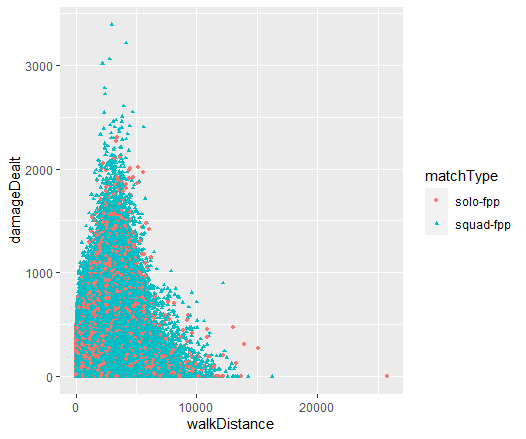 3000
2000
1000
0
damageDealt
0
10000
20000
walkDistance
matchType
solo-fpp
squad-fpp